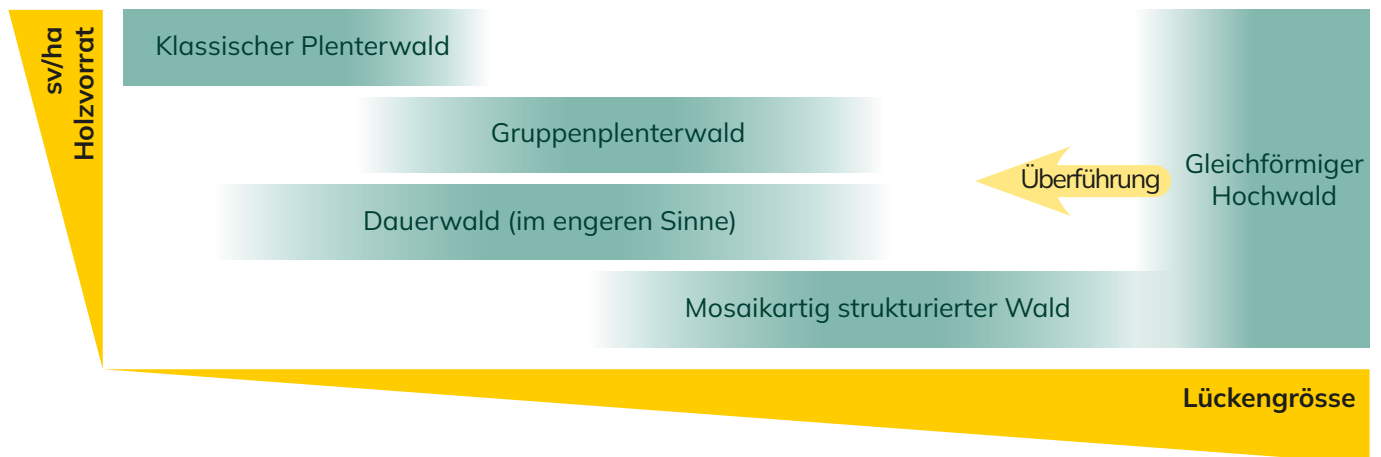 sv/ha
Holzvorrat
Klassischer Plenterwald
Gruppenplenterwald
Dauerwald (im engeren Sinne)
Mosaikartig strukturierter Wald
Überführung
Gleichförmiger
Hochwald
Lückengrösse